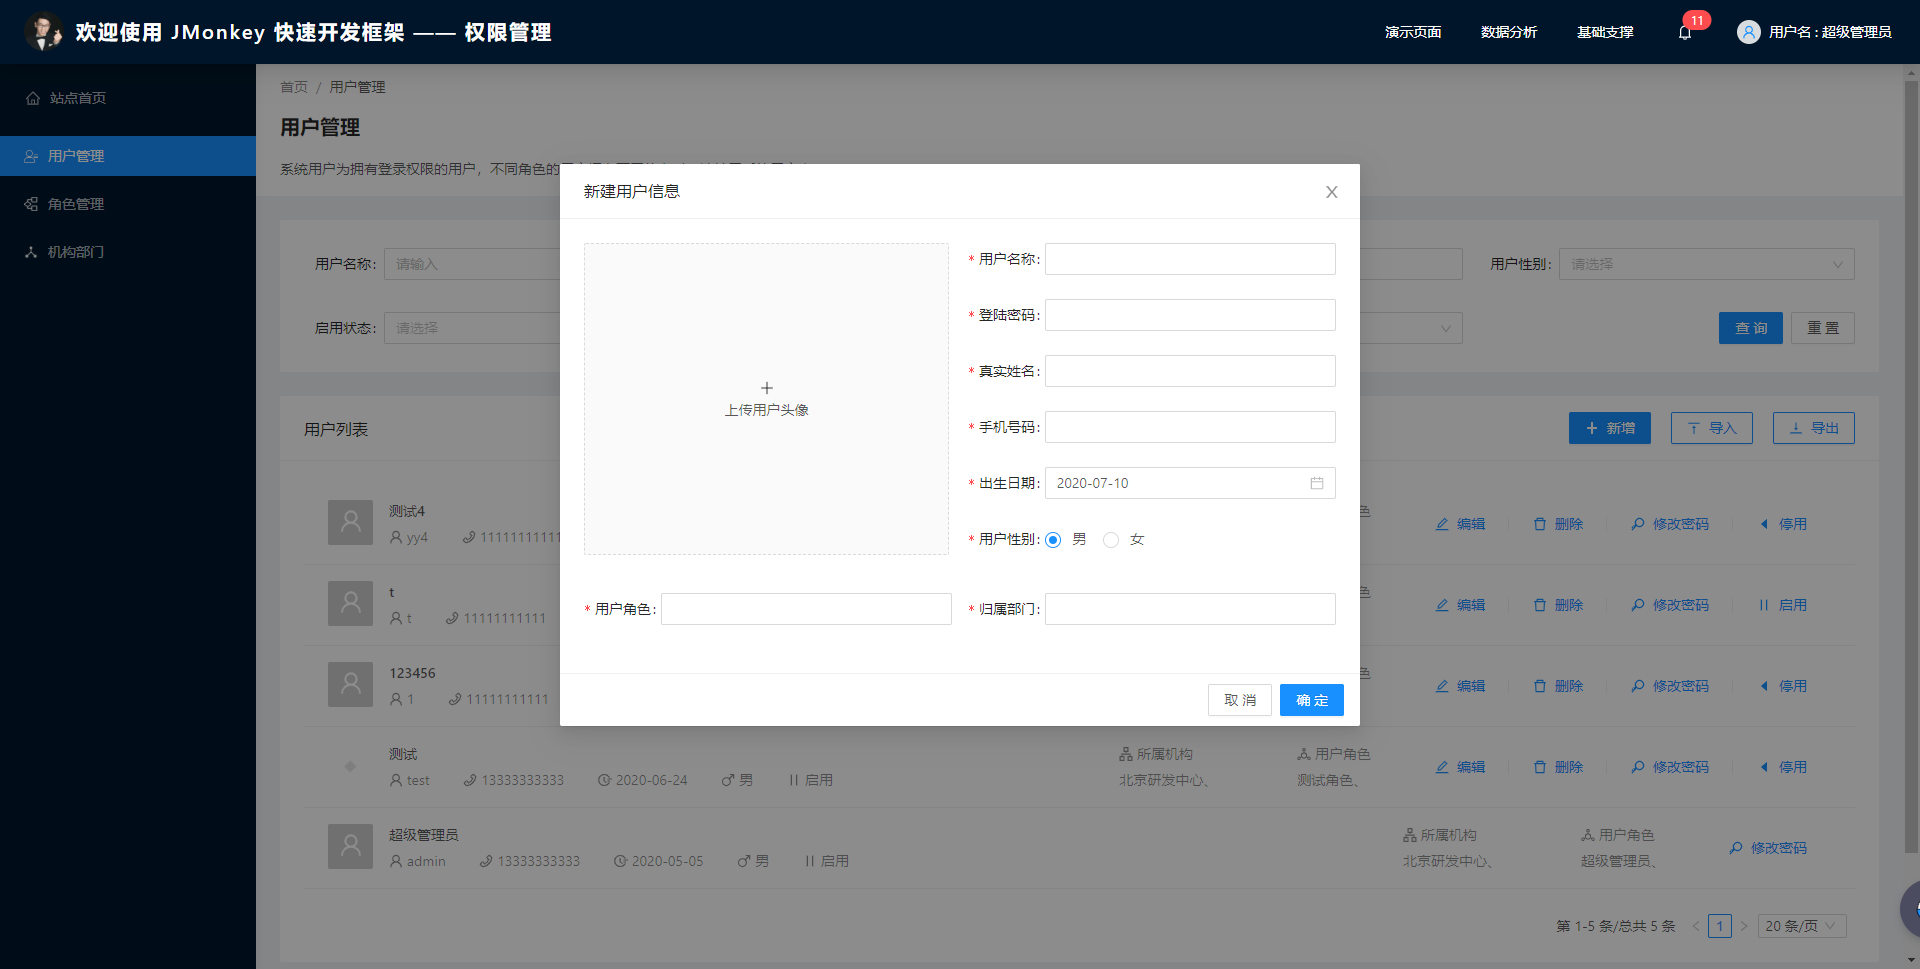 欢迎使用 JMonkey 快速开发框架 —— 权限管理
演示页面
数据分析
基础支撑
11
用户名 : 超级管理员
站点首页
用户管理
角色管理
机构部门
首页 / 用户管理
用户管理
系统用户为拥有登录权限的用户，不同角色的
用户名称: 请输入
用户性别: 请选择
启用状态: 请选择
查 询
重 置
用户列表
新增
导入
导出
新建用户信息
上传用户头像
* 用户名称:
* 登陆密码:
* 真实姓名:
* 手机号码:
* 出生日期: 2020-07-10
* 用户性别: 男 女
* 用户角色:
* 归属部门:
取 消
确 定
测试4
yy4 11111111111
色
编辑 删除 修改密码 停用
t
t 11111111111
色
编辑 删除 修改密码 启用
123456
1 11111111111
色
编辑 删除 修改密码 停用
测试
test 13333333333 2020-06-24 男 启用
所属机构
北京研发中心、
用户角色
测试角色、
编辑 删除 修改密码 停用
超级管理员
admin 13333333333 2020-05-05 男 启用
所属机构
北京研发中心、
用户角色
超级管理员、
修改密码
第 1-5 条/总共 5 条 < 1 > 20 条/页